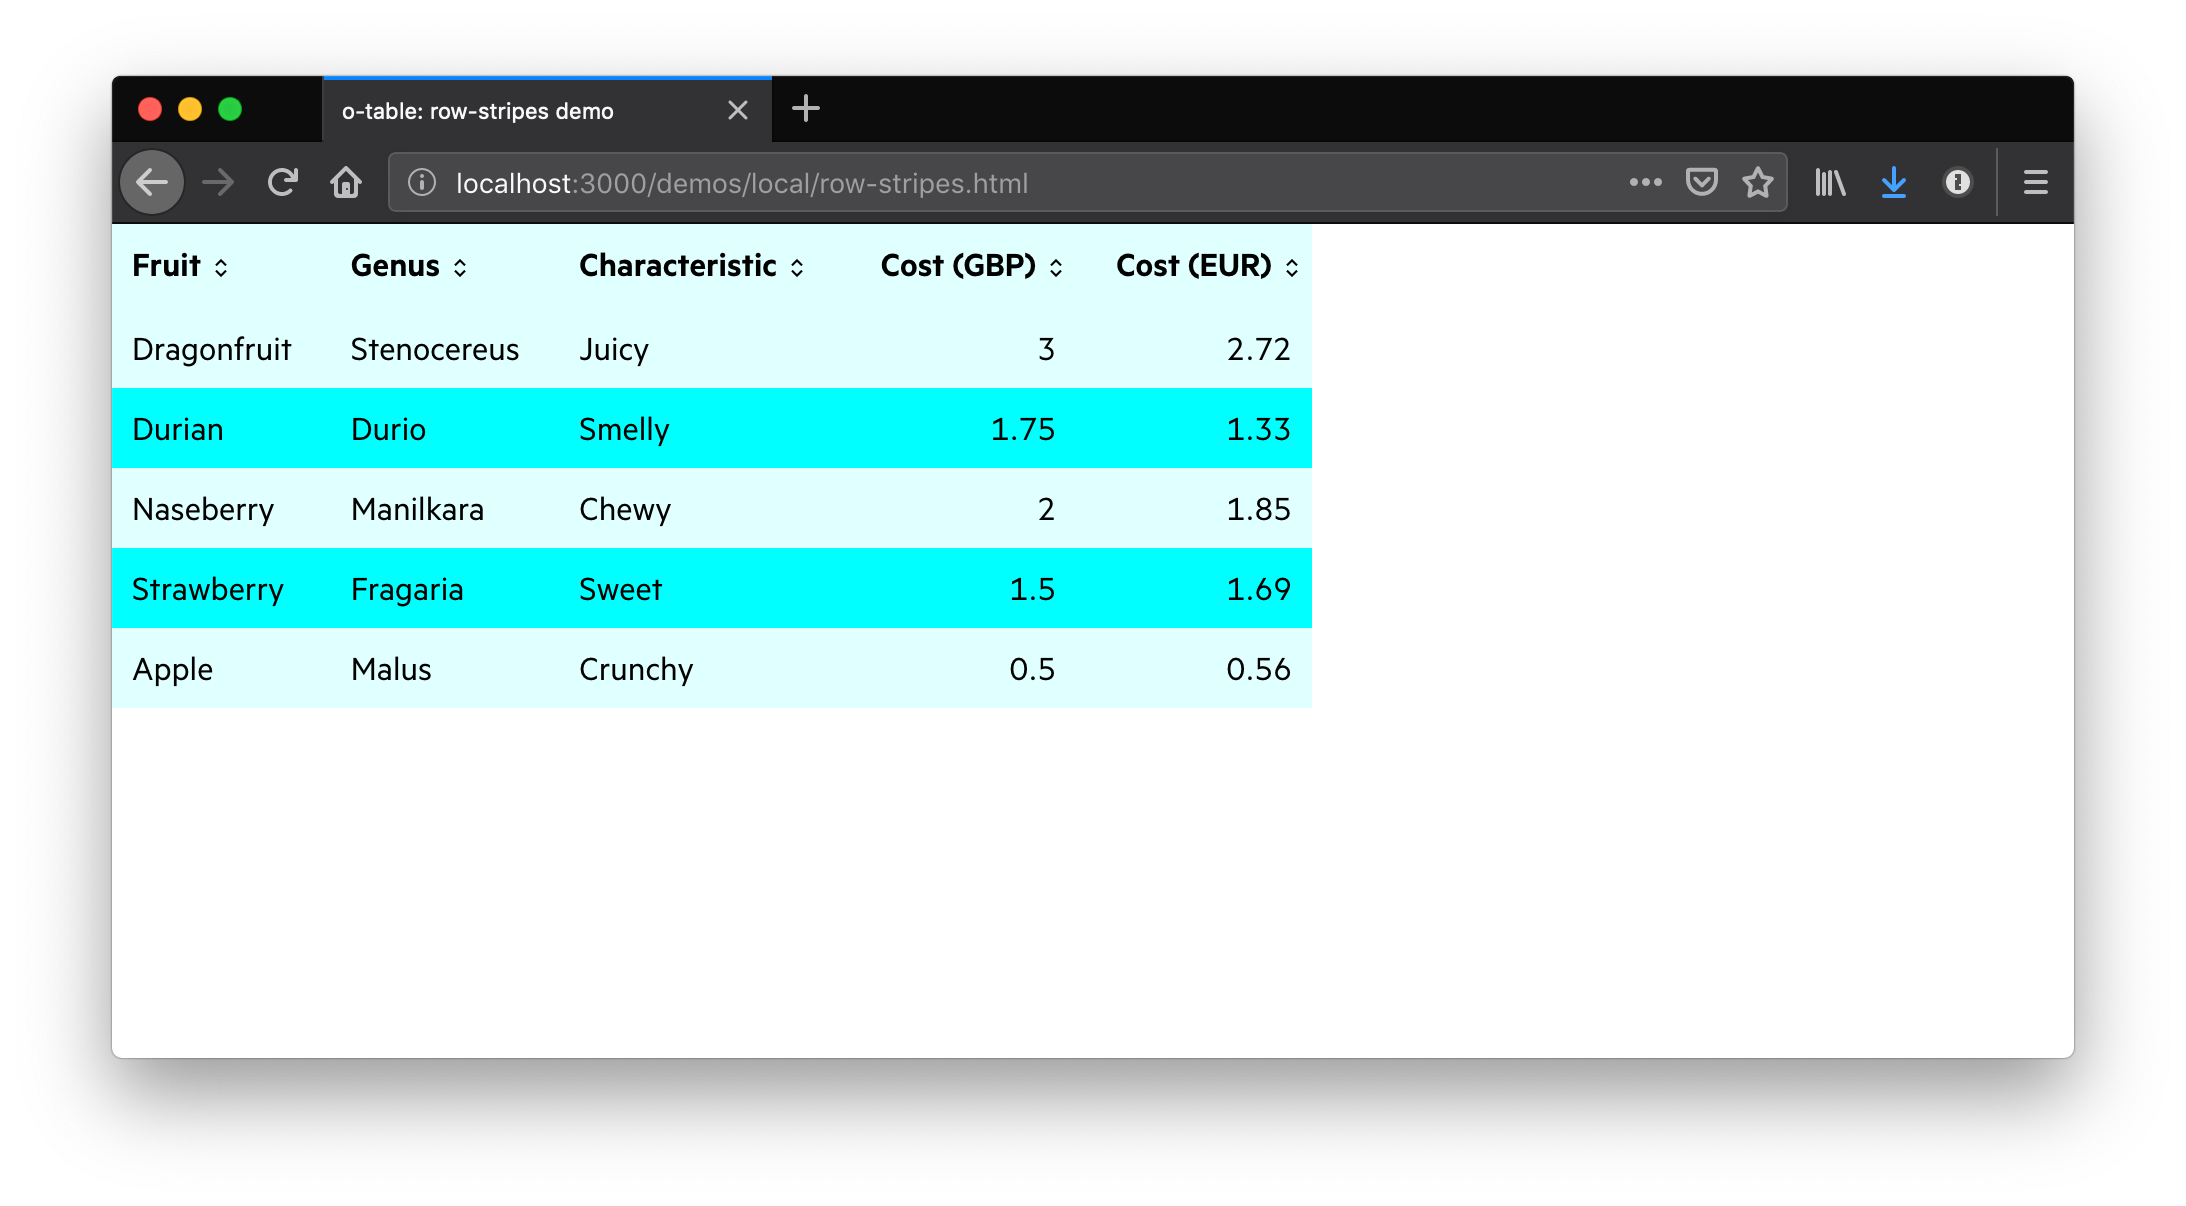 o-table: row-stripes demo
localhost:3000/demos/local/row-stripes.html
Fruit Genus Characteristic Cost (GBP) Cost (EUR)
Dragonfruit Stenocereus Juicy 3 2.72
Durian Durio Smelly 1.75 1.33
Naseberry Manilkara Chewy 2 1.85
Strawberry Fragaria Sweet 1.5 1.69
Apple Malus Crunchy 0.5 0.56